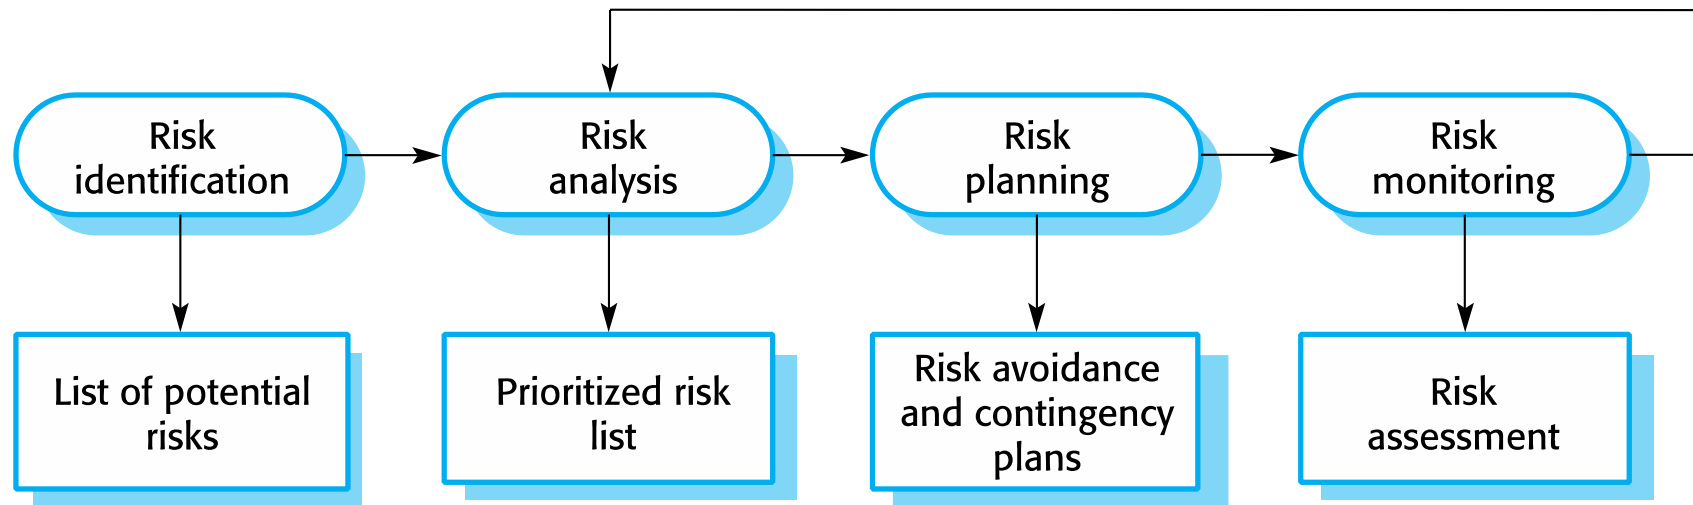 Risk
identification
Risk
analysis
Risk
planning
Risk
monitoring
List of potential
risks
Prioritized risk
list
Risk avoidance
and contingency
plans
Risk
assessment